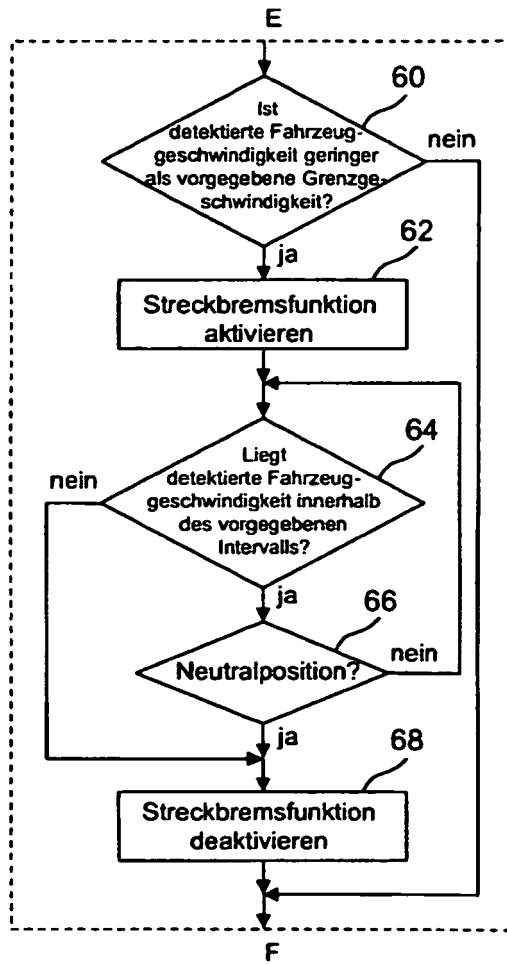 E
60
Ist
detektierte Fahrzeug-
geschwindigkeit geringer
als vorgegebene Grenzge-
schwindigkeit?
nein
ja
62
Streckbremsfunktion
aktivieren
64
nein
Liegt
detektierte Fahrzeug-
geschwindigkeit innerhalb
des vorgegebenen
Intervalls?
ja
66
Neutralposition?
nein
ja
68
Streckbremsfunktion
deaktivieren
F